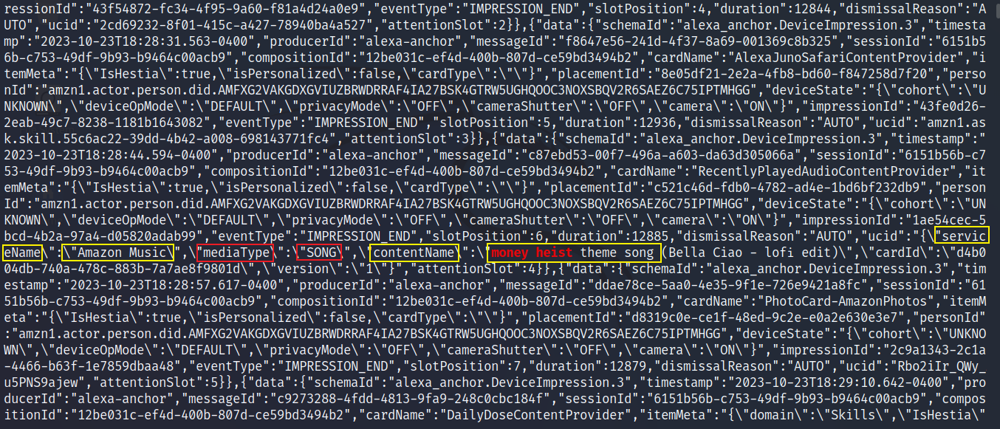 ressionId":"43f54872-fc34-4f95-9a60-f81a4d24a0e9","eventType":"IMPRESSION_END","slotPosition":4,"duration":12844,"dismissalReason":"A
UTO","ucid":"2cd69232-8f01-415c-a427-78940ba4a527","attentionSlot":2}},{"data":{"schemaId":"alexa_anchor.DeviceImpression.3","timesta
mp":"2023-10-23T18:28:31.563-0400","producerId":"alexa-anchor","messageId":"f8647e56-241d-4f37-8a69-001369c8b325","sessionId":"6151b5
6b-c753-49df-9b93-b9464c00acb9","compositionId":"12be031c-ef4d-400b-807d-ce59bd3494b2","cardName":"AlexaJunoSafariContentProvider","i
temMeta":"{\"IsHestia\":true,\"isPersonalized\":false,\"cardType\":\"\"}","placementId":"8e05df21-2e2a-4fb8-bd60-f847258d7f20","perso
nId":"amzn1.actor.person.did.AMFXG2VAKGDXGVIUZBRWDRRAF4IA27BSK4GTRW5UGHQOOC3NOXSBQV2R6SAEZ6C75IPTMHGG","deviceState":"{\"cohort\":\"U
NKNOWN\",\"deviceOpMode\":\"DEFAULT\",\"privacyMode\":\"OFF\",\"cameraShutter\":\"OFF\",\"camera\":\"ON\"}","impressionId":"43fe0d26-
2eab-49c7-8238-1181b1643082","eventType":"IMPRESSION_END","slotPosition":5,"duration":12936,"dismissalReason":"AUTO","ucid":"amzn1.as
k.skill.55c6ac22-39dd-4b42-a008-698143771fc4","attentionSlot":3}},{"data":{"schemaId":"alexa_anchor.DeviceImpression.3","timestamp":"
2023-10-23T18:28:44.594-0400","producerId":"alexa-anchor","messageId":"c87ebd53-00f7-496a-a603-da63d305066a","sessionId":"6151b56b-c7
53-49df-9b93-b9464c00acb9","compositionId":"12be031c-ef4d-400b-807d-ce59bd3494b2","cardName":"RecentlyPlayedAudioContentProvider","it
emMeta":"{\"IsHestia\":true,\"isPersonalized\":false,\"cardType\":\"\"}","placementId":"c521c46d-fdb0-4782-ad4e-1bd6bf232db9","person
Id":"amzn1.actor.person.did.AMFXG2VAKGDXGVIUZBRWDRRAF4IA27BSK4GTRW5UGHQOOC3NOXSBQV2R6SAEZ6C75IPTMHGG","deviceState":"{\"cohort\":\"UN
KNOWN\",\"deviceOpMode\":\"DEFAULT\",\"privacyMode\":\"OFF\",\"cameraShutter\":\"OFF\",\"camera\":\"ON\"}","impressionId":"1ae54cec-5
bcd-4b2a-97a4-d05820adab99","eventType":"IMPRESSION_END","slotPosition":6,"duration":12885,"dismissalReason":"AUTO","ucid":"{\"servic
eName\":\"Amazon Music\",\"mediaType\":\"SONG\",\"contentName\":\"money heist theme song (Bella Ciao - lofi edit)\",\"cardId\":\"d4b0
04db-740a-478c-883b-7a7ae8f9801d\",\"version\":\"1\"}","attentionSlot":4}},{"data":{"schemaId":"alexa_anchor.DeviceImpression.3","tim
estamp":"2023-10-23T18:28:57.617-0400","producerId":"alexa-anchor","messageId":"ddae78ce-5aa0-4e35-9f1e-726e9421a8fc","sessionId":"61
51b56b-c753-49df-9b93-b9464c00acb9","compositionId":"12be031c-ef4d-400b-807d-ce59bd3494b2","cardName":"PhotoCard-AmazonPhotos","itemM
eta":"{\"IsHestia\":true,\"isPersonalized\":false,\"cardType\":\"\"}","placementId":"d8319c0e-ce1f-48ed-9c2e-e0a2e630e3e7","personId"
:"amzn1.actor.person.did.AMFXG2VAKGDXGVIUZBRWDRRAF4IA27BSK4GTRW5UGHQOOC3NOXSBQV2R6SAEZ6C75IPTMHGG","deviceState":"{\"cohort\":\"UNKNO
WN\",\"deviceOpMode\":\"DEFAULT\",\"privacyMode\":\"OFF\",\"cameraShutter\":\"OFF\",\"camera\":\"ON\"}","impressionId":"2c9a1343-2c1a
-4466-b63f-1e7859dbaa48","eventType":"IMPRESSION_END","slotPosition":7,"duration":12879,"dismissalReason":"AUTO","ucid":"Rbo2iIr_QWy_
u5PNS9ajew","attentionSlot":5}},{"data":{"schemaId":"alexa_anchor.DeviceImpression.3","timestamp":"2023-10-23T18:29:10.642-0400","pro
ducerId":"alexa-anchor","messageId":"c9273288-4fdd-4813-9fa9-248c0cbc184f","sessionId":"6151b56b-c753-49df-9b93-b9464c00acb9","compos
itionId":"12be031c-ef4d-400b-807d-ce59bd3494b2","cardName":"DailyDoseContentProvider","itemMeta":"{\"domain\":\"Skills\",\"IsHestia\"